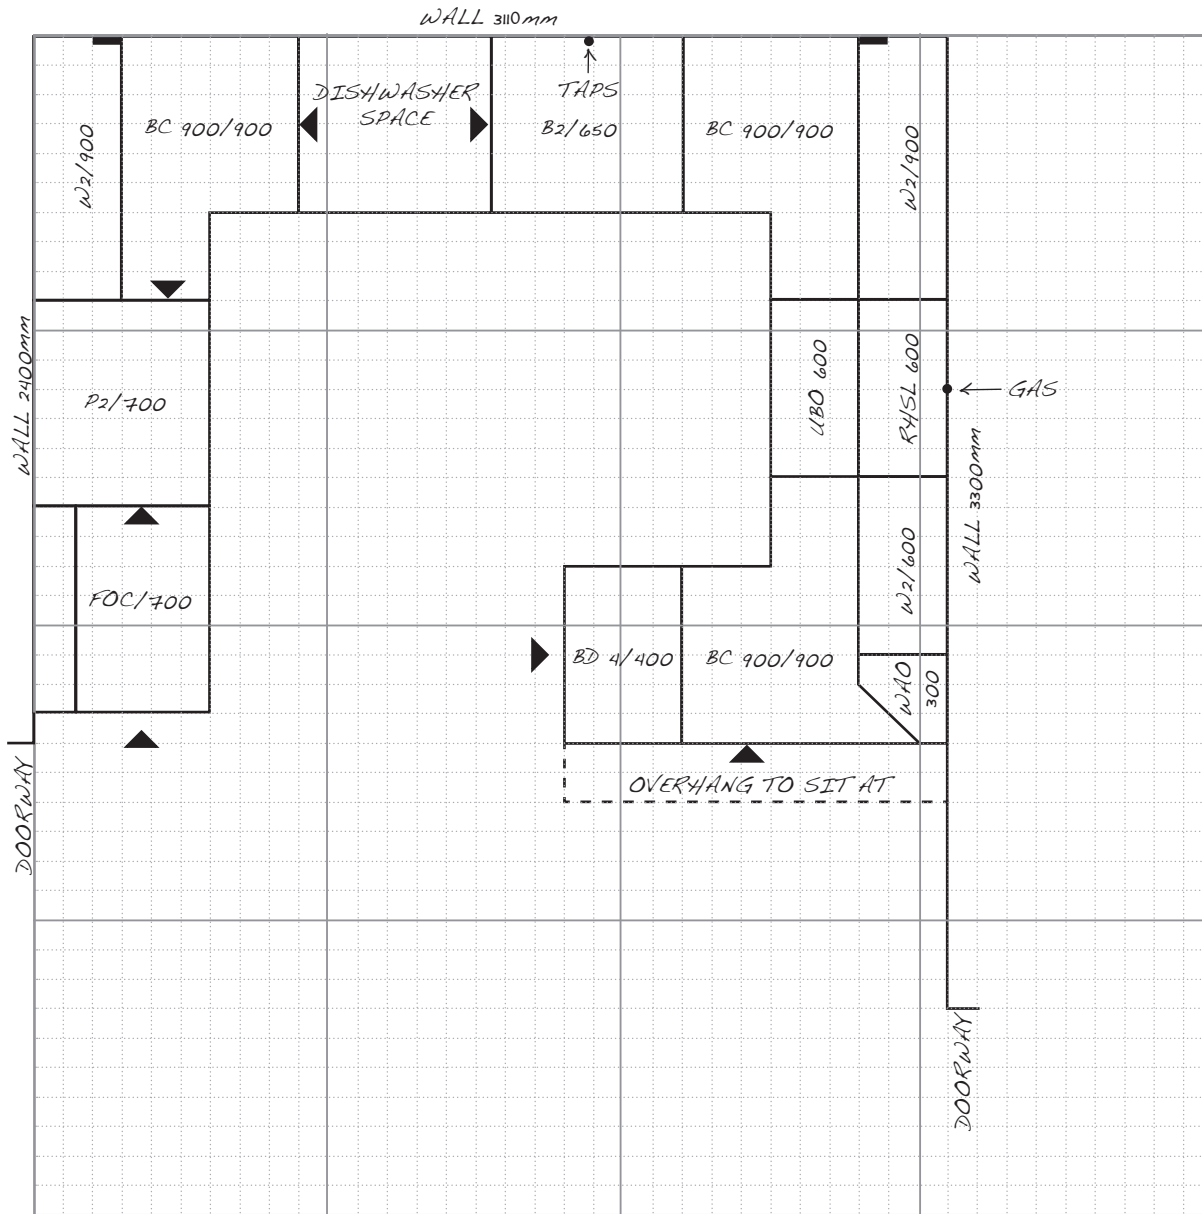 WALL 3110mm
DISHWASHER
SPACE
TAPS
W2/900
BC 900/900
B2/650
BC 900/900
W2/900
WALL 2400mm
P2/700
UBO 600
RHSL 600
GAS
WALL 3300mm
FOC/700
W2/600
BD 4/400
BC 900/900
WAO
300
OVERHANG TO SIT AT
DOORWAY
DOORWAY